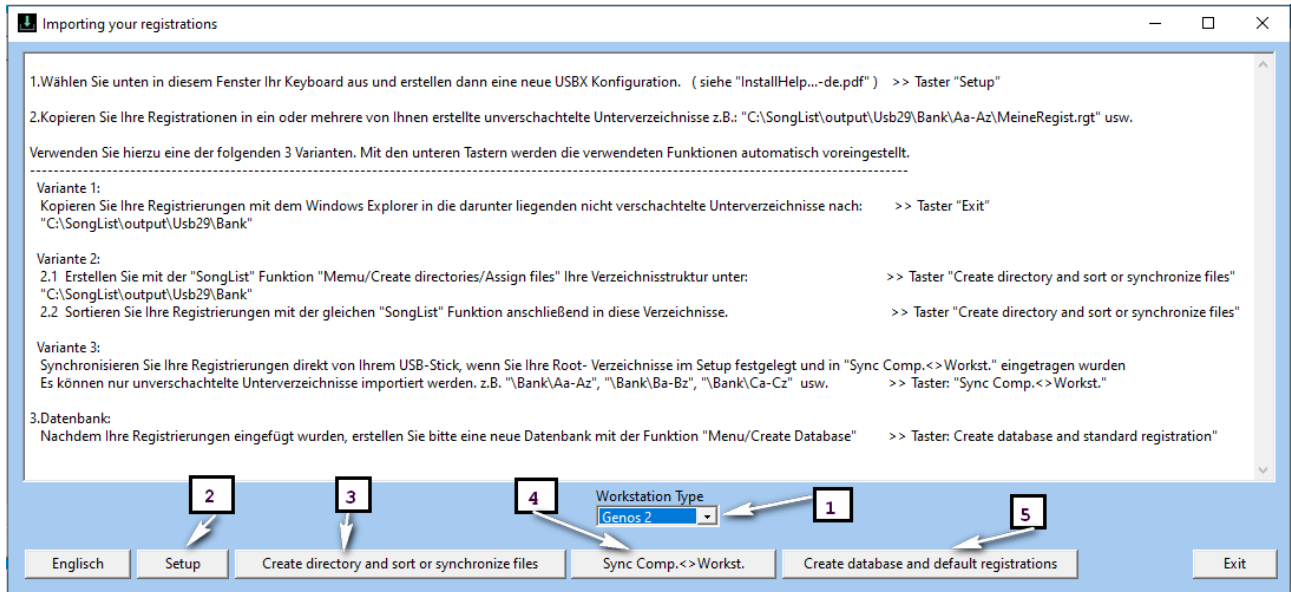 Importing your registrations
1.Wählen Sie unten in diesem Fenster Ihr Keyboard aus und erstellen dann eine neue USBX Konfiguration. ( siehe "InstallHelp...-de.pdf" ) >> Taster "Setup"
2.Kopieren Sie Ihre Registrationen in ein oder mehrere von Ihnen erstellte unverschachtelte Unterverzeichnisse z.B.: "C:\SongList\output\Usb29\Bank\Aa-Az\MeineRegist.rgt" usw.
Verwenden Sie hierzu eine der folgenden 3 Varianten. Mit den unteren Tastern werden die verwendeten Funktionen automatisch voreingestellt.
Variante 1:
Kopieren Sie Ihre Registrierungen mit dem Windows Explorer in die darunter liegenden nicht verschachtelte Unterverzeichnisse nach: >> Taster "Exit"
"C:\SongList\output\Usb29\Bank"
Variante 2:
2.1 Erstellen Sie mit der "SongList" Funktion "Memu/Create directories/Assign files" Ihre Verzeichnisstruktur unter: >> Taster "Create directory and sort or synchronize files"
"C:\SongList\output\Usb29\Bank"
2.2 Sortieren Sie Ihre Registrierungen mit der gleichen "SongList" Funktion anschließend in diese Verzeichnisse. >> Taster "Create directory and sort or synchronize files"
Variante 3:
Synchronisieren Sie Ihre Registrierungen direkt von Ihrem USB-Stick, wenn Sie Ihre Root- Verzeichnisse im Setup festgelegt und in "Sync Comp.<>Workst." eingetragen wurden
Es können nur unverschachtelte Unterverzeichnisse importiert werden. z.B. "\Bank\Aa-Az", "\Bank\Ba-Bz", "\Bank\Ca-Cz" usw. >> Taster: "Sync Comp.<>Workst."
3.Datenbank:
Nachdem Ihre Registrierungen eingefügt wurden, erstellen Sie bitte eine neue Datenbank mit der Funktion "Menu/Create Database" >> Taster: Create database and standard registration"
2 3 4 Workstation Type
Genos 2 1 5
Englisch Setup Create directory and sort or synchronize files Sync Comp.<>Workst. Create database and default registrations Exit